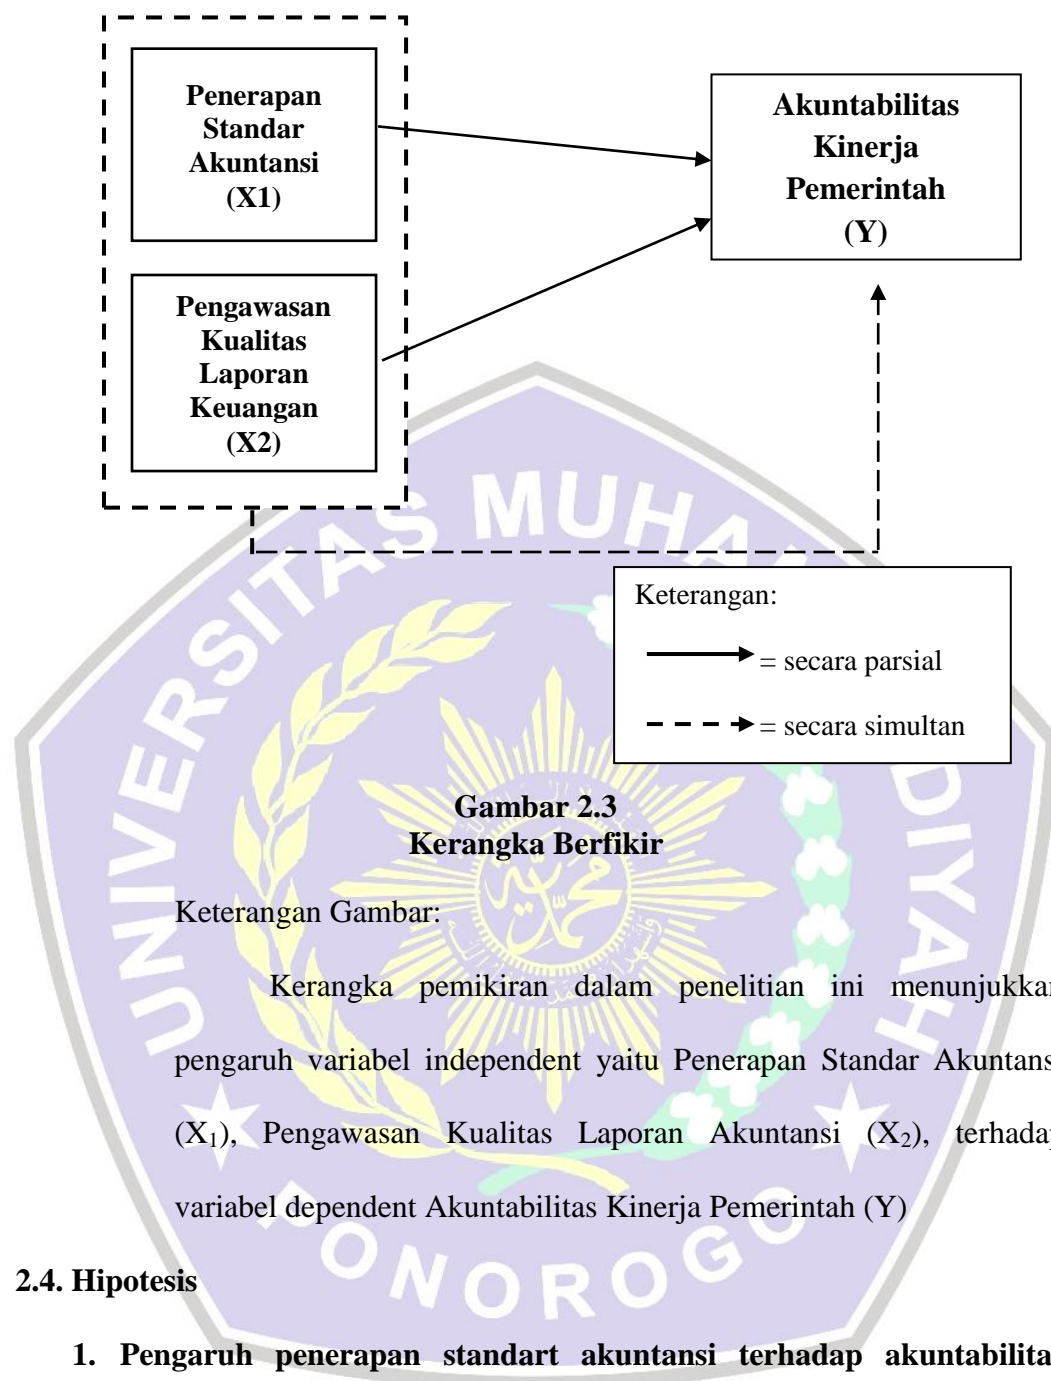 Penerapan
Standar
Akuntansi
(X1)
Akuntabilitas
Kinerja
Pemerintah
(Y)
Pengawasan
Kualitas
Laporan
Keuangan
(X2)
Keterangan:
= secara parsial
= secara simultan
Gambar 2.3
Kerangka Berfikir
Keterangan Gambar:
Kerangka pemikiran dalam penelitian ini menunjukkan
pengaruh variabel independent yaitu Penerapan Standar Akuntansi
(X1), Pengawasan Kualitas Laporan Akuntansi (X2), terhadap
variabel dependent Akuntabilitas Kinerja Pemerintah (Y)
2.4. Hipotesis
1. Pengaruh penerapan standart akuntansi terhadap akuntabilita
UNIVERSITAS MUHAMMADIYAH
PONOROGO
محمد